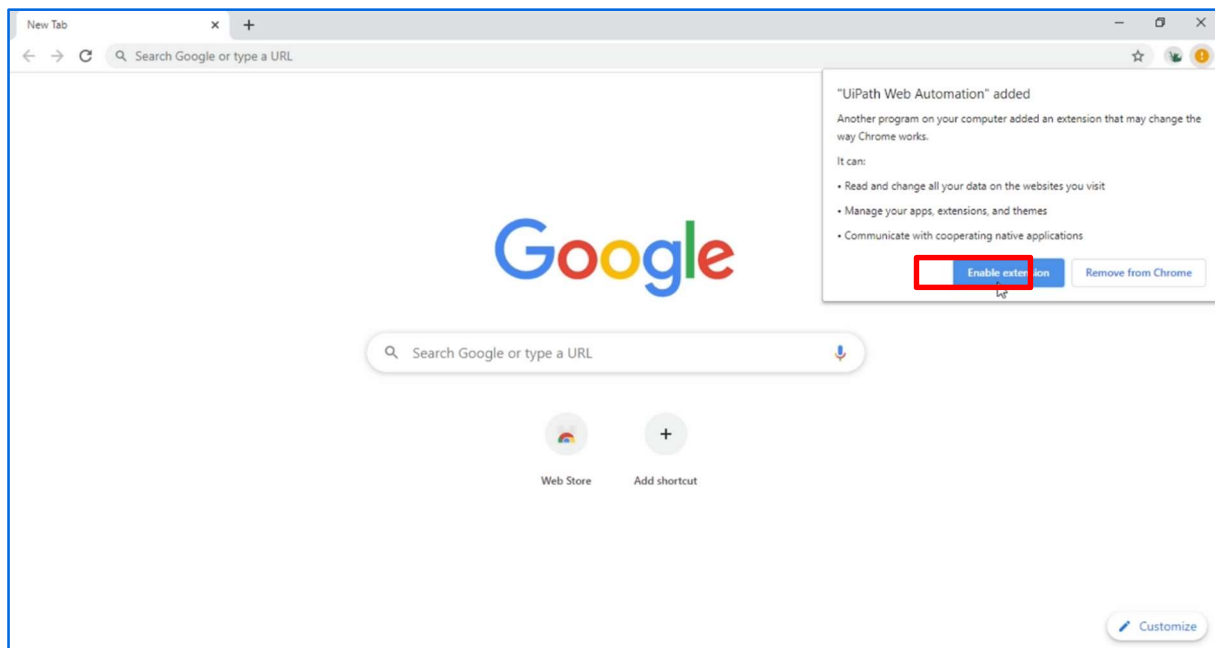 New Tab
Search Google or type a URL
"UiPath Web Automation" added
Another program on your computer added an extension that may change the
way Chrome works.
It can:
• Read and change all your data on the websites you visit
• Manage your apps, extensions, and themes
• Communicate with cooperating native applications
Enable extension Remove from Chrome
Google
Search Google or type a URL
Web Store Add shortcut
Customize